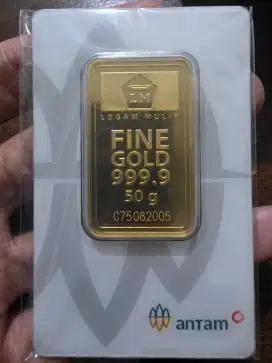 LM
LOGAM MULIA
FINE
GOLD
999.9
50 g
075082005
antam